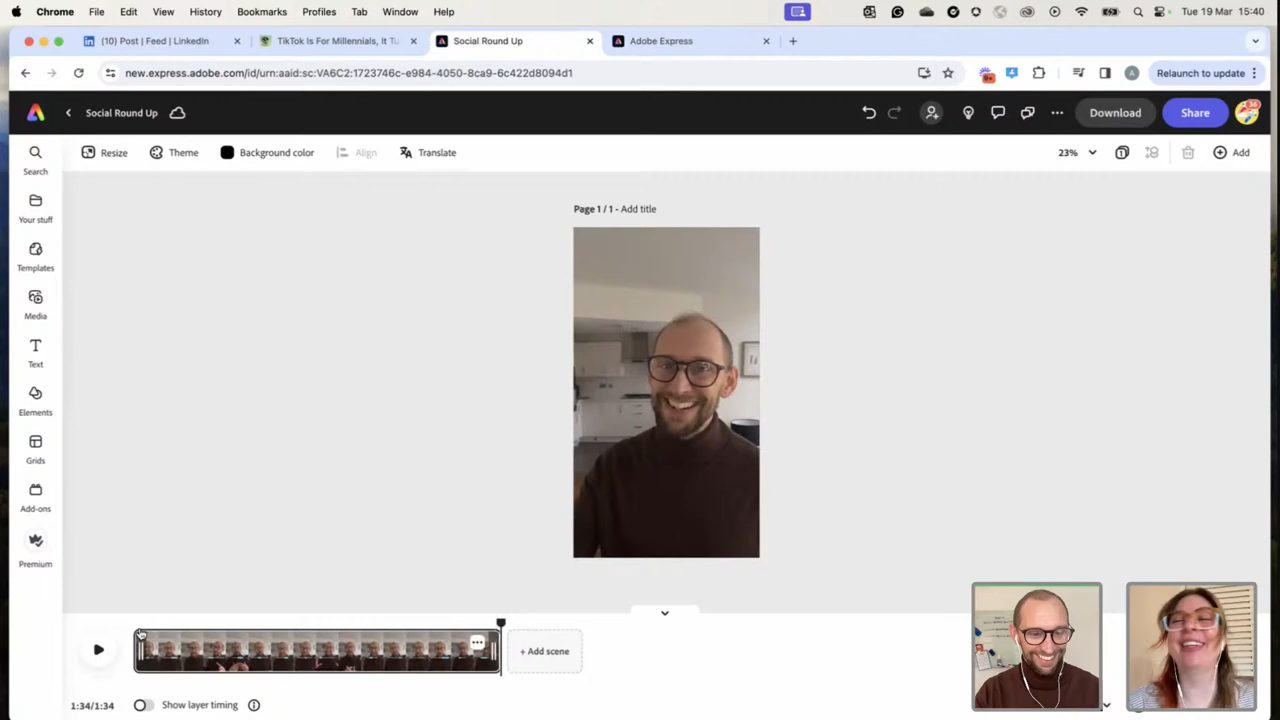 Chrome File Edit View History Bookmarks Profiles Tab Window Help Tue 19 Mar 15:40
(10) Post | Feed | LinkedIn
TikTok Is For Millennials, It Tu
Social Round Up
Adobe Express
new.express.adobe.com/id/urn:aaid:sc:VA6C2:1723746c-e984-4050-8ca9-6c422d8094d1
9+
A
Relaunch to update
Social Round Up
Download
Share
36
Resize
Theme
Background color
Align
Translate
23%
1
Add
Search
Your stuff
Templates
Media
Text
Elements
Grids
Add-ons
Premium
Page 1 / 1 - Add title
+ Add scene
1:34/1:34
Show layer timing